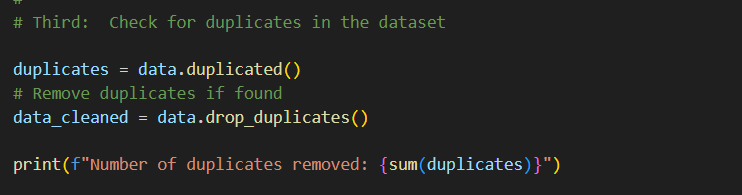 #
# Third:  Check for duplicates in the dataset
duplicates = data.duplicated()
# Remove duplicates if found
data_cleaned = data.drop_duplicates()
print(f"Number of duplicates removed: {sum(duplicates)}")